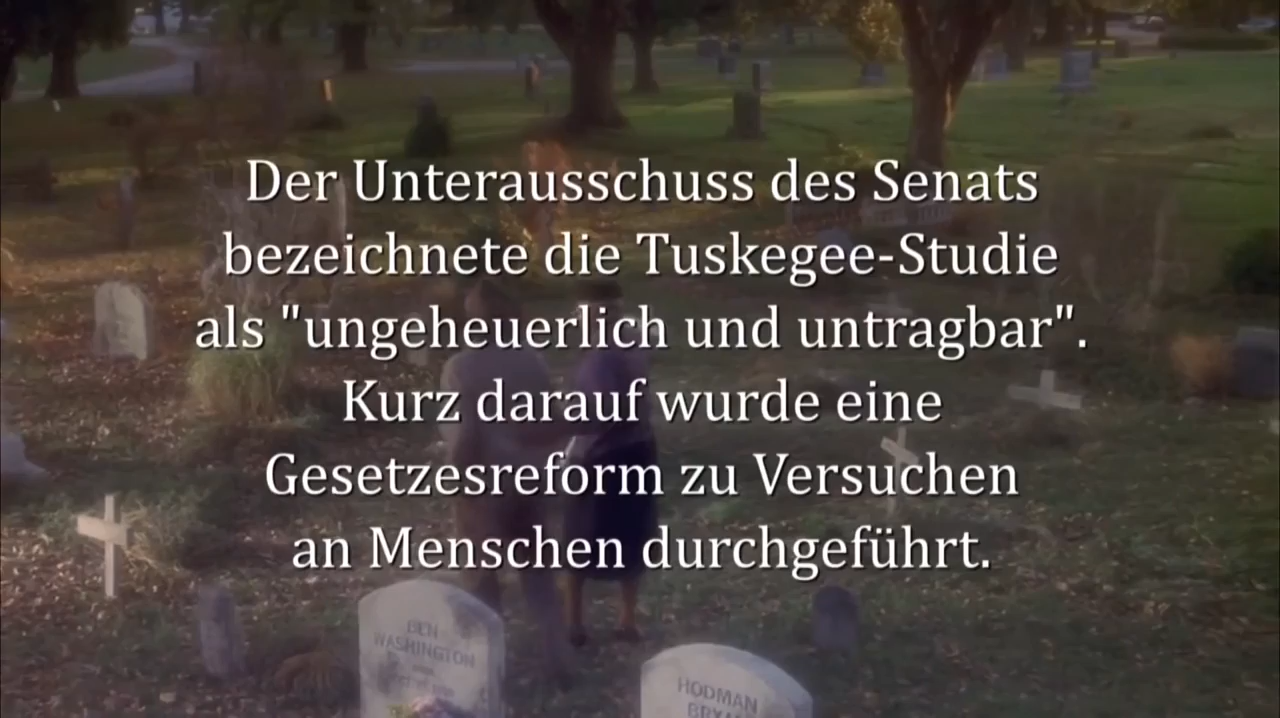 Der Unterausschuss des Senats
bezeichnete die Tuskegee-Studie
als "ungeheuerlich und untragbar".
Kurz darauf wurde eine
Gesetzesreform zu Versuchen
an Menschen durchgeführt.
BEN
WASHINGTON
HODMAN